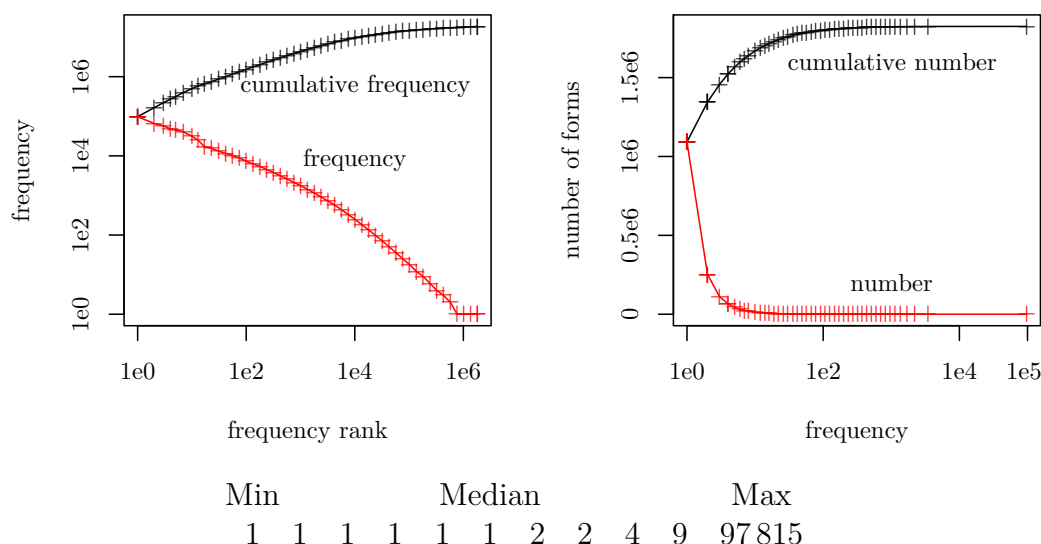 frequency
1e0 1e2 1e4 1e6
cumulative frequency
frequency
1e0 1e2 1e4 1e6
frequency rank
number of forms
0 0.5e6 1e6 1.5e6
cumulative number
number
1e0 1e2 1e4 1e5
frequency
Min Median Max
1 1 1 1 1 1 2 2 4 9 97 815